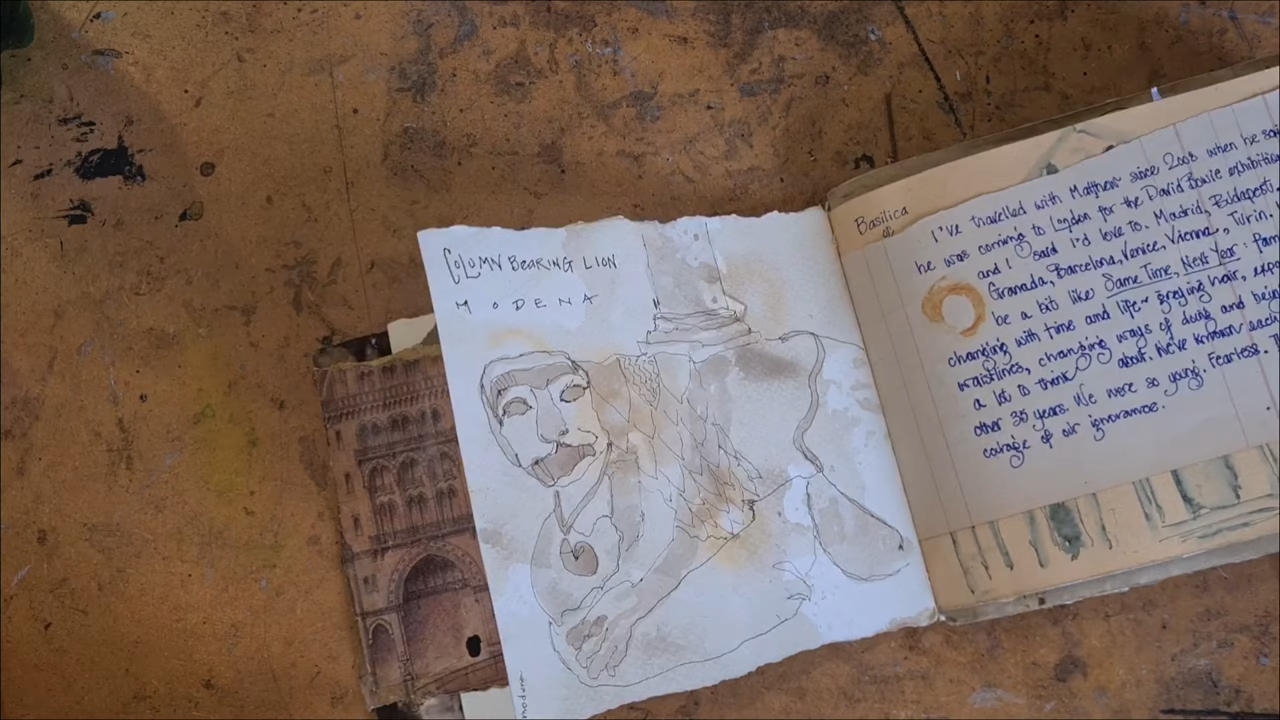 COLUMN BEARING LION
MODENA
modena
Basilica
of
I've travelled with Matthew since 2008 when he said
he was coming to London for the David Bowie exhibition
and I said I'd love to. Madrid, Budapest
Granada, Barcelona, Venice, Vienna, Turin.
be a bit like Same Time, Next Year:
changing with time and life~ greying hair,
waistlines, changing ways of doing and being
a lot to think about. We've known each
other 35 years. We were so young. Fearless.
courage of our ignorance.